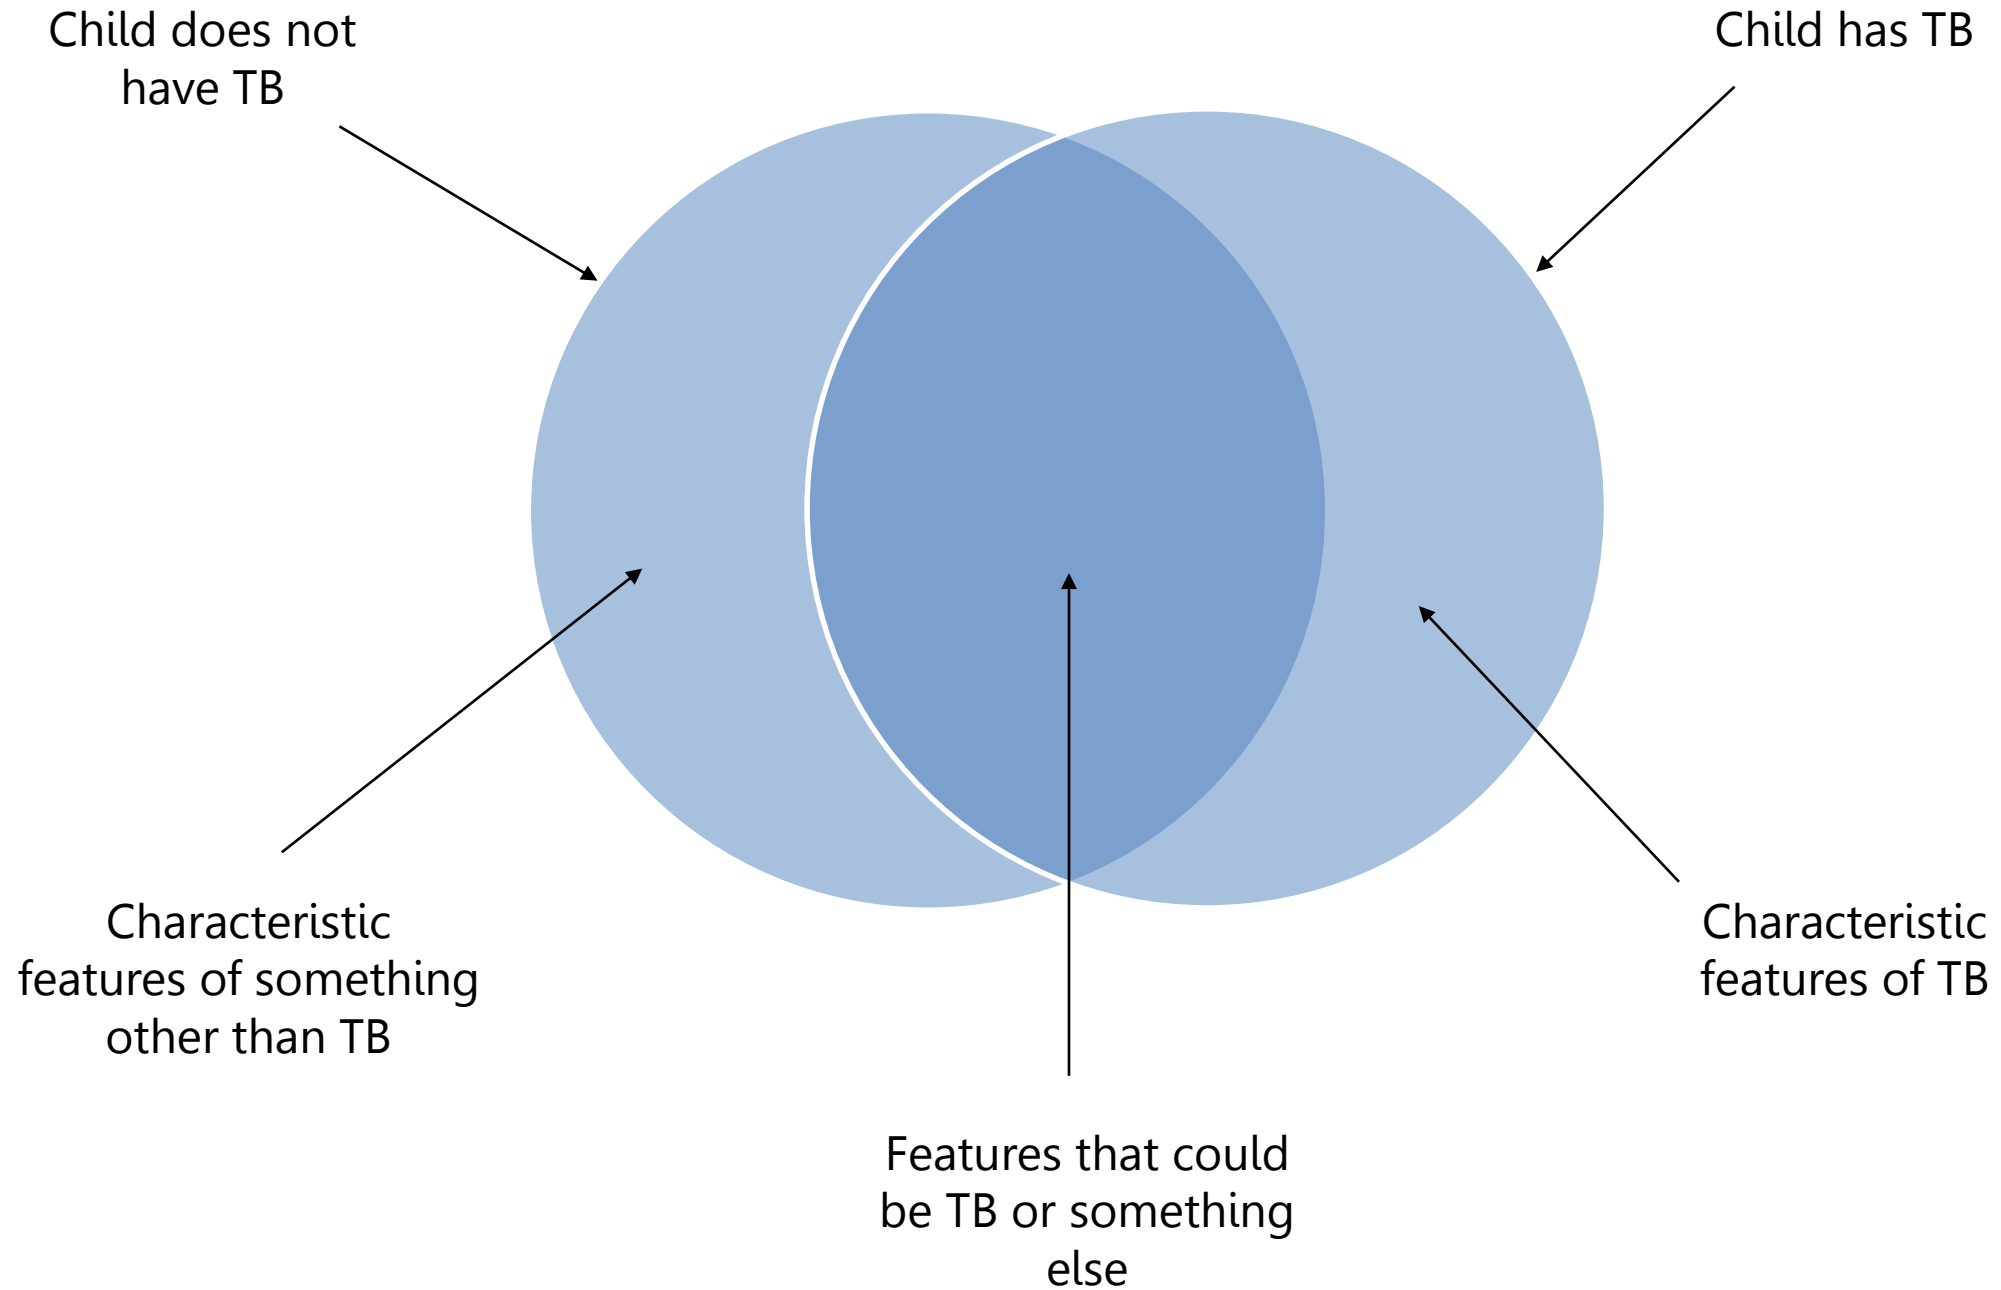 Child does not
have TB
Child has TB
Characteristic
features of something
other than TB
Characteristic
features of TB
Features that could
be TB or something
else